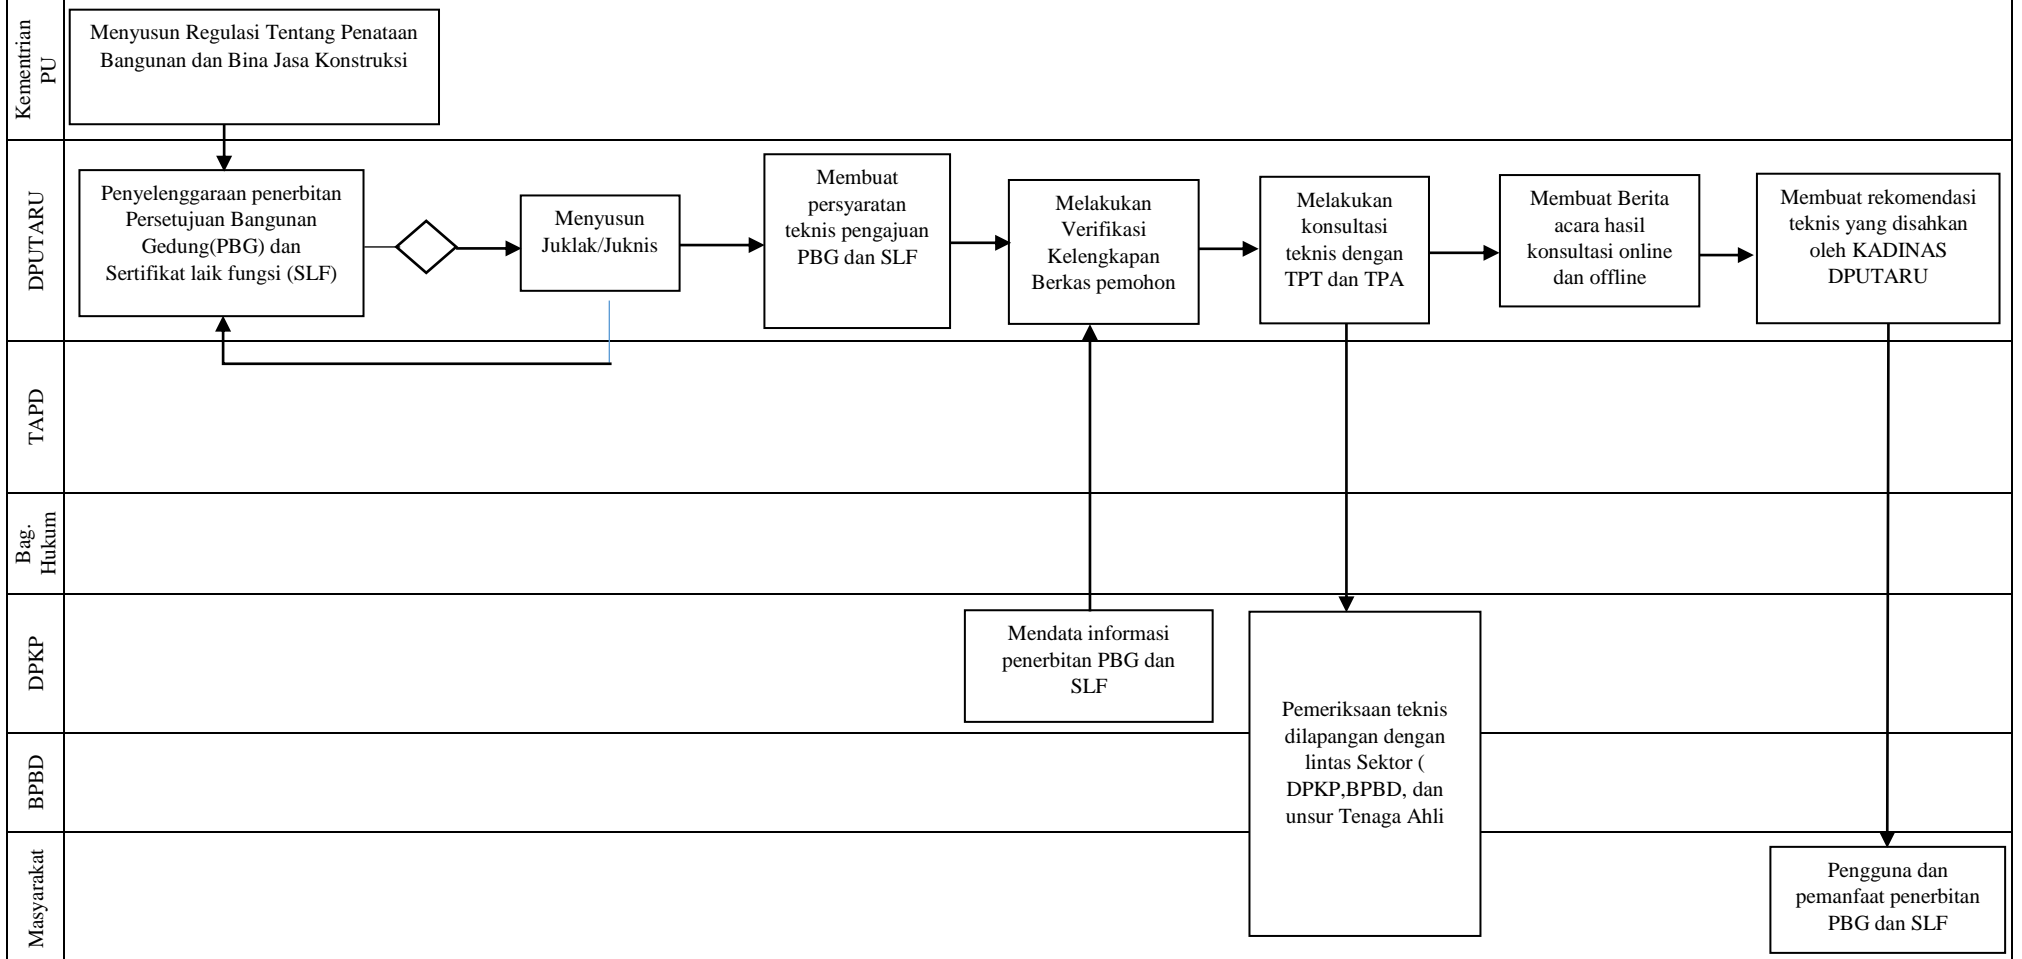 Kementrian
PU
Menyusun Regulasi Tentang Penataan
Bangunan dan Bina Jasa Konstruksi
DPUTARU
Penyelenggaraan penerbitan
Persetujuan Bangunan
Gedung(PBG) dan
Sertifikat laik fungsi (SLF)
Menyusun
Juklak/Juknis
Membuat
persyaratan
teknis pengajuan
PBG dan SLF
Melakukan
Verifikasi
Kelengkapan
Berkas pemohon
Melakukan
konsultasi
teknis dengan
TPT dan TPA
Membuat Berita
acara hasil
konsultasi online
dan offline
Membuat rekomendasi
teknis yang disahkan
oleh KADINAS
DPUTARU
TAPD
Bag.
Hukum
DPKP
Mendata informasi
penerbitan PBG dan
SLF
Pemeriksaan teknis
dilapangan dengan
lintas Sektor (
DPKP,BPBD, dan
unsur Tenaga Ahli
BPBD
Masyarakat
Pengguna dan
pemanfaat penerbitan
PBG dan SLF